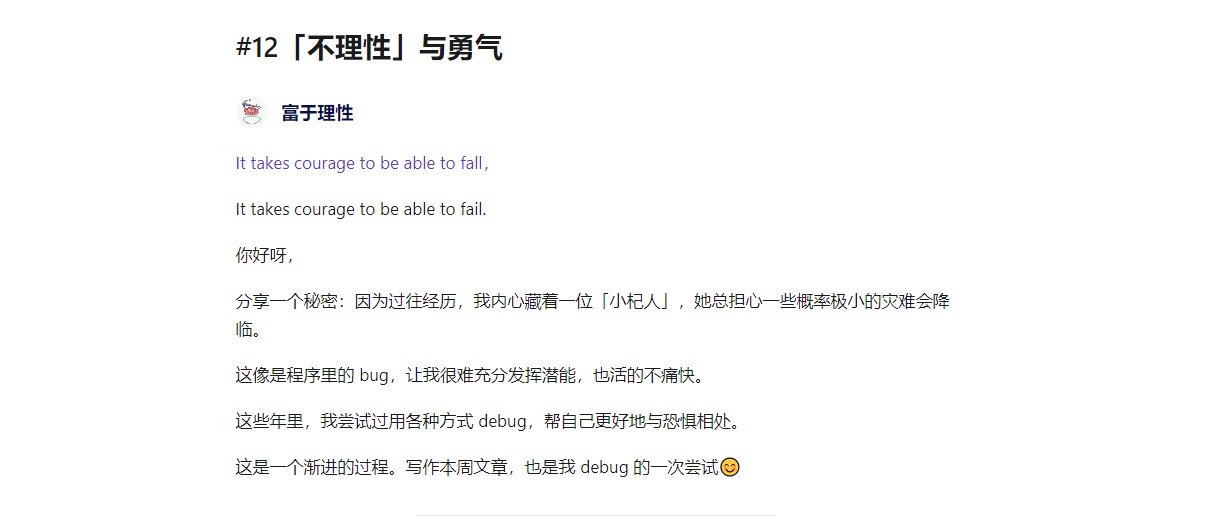 #12「不理性」与勇气
富于理性
It takes courage to be able to fall，
It takes courage to be able to fail.
你好呀，
分享一个秘密：因为过往经历，我内心藏着一位「小杞人」，她总担心一些概率极小的灾难会降
临。
这像是程序里的 bug，让我很难充分发挥潜能，也活的不痛快。
这些年里，我尝试过用各种方式 debug，帮自己更好地与恐惧相处。
这是一个渐进的过程。写作本周文章，也是我 debug 的一次尝试😊